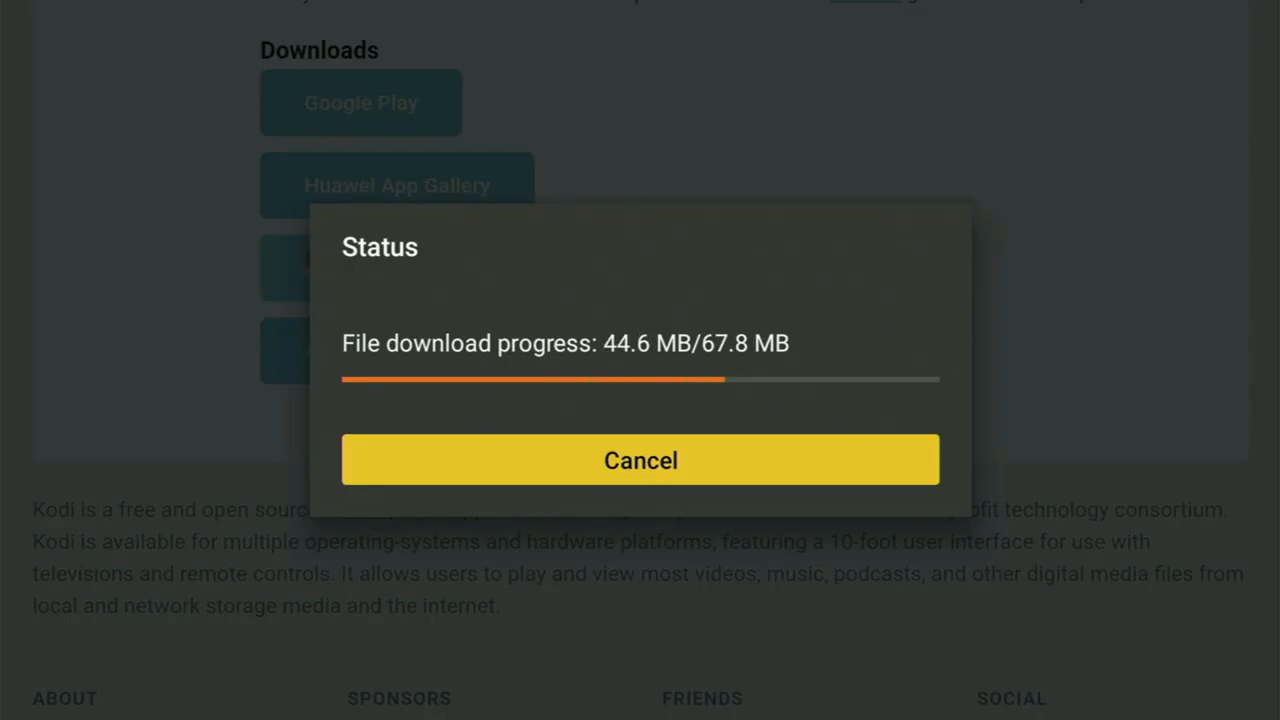 Downloads
Google Play
Huawei App Gallery
Status
File download progress: 44.6 MB/67.8 MB
Cancel
Kodi is a free and open sourc
ofit technology consortium.
Kodi is available for multiple operating-systems and hardware platforms, featuring a 10-foot user interface for use with
televisions and remote controls. It allows users to play and view most videos, music, podcasts, and other digital media files from
local and network storage media and the internet.
ABOUT
SPONSORS
FRIENDS
SOCIAL